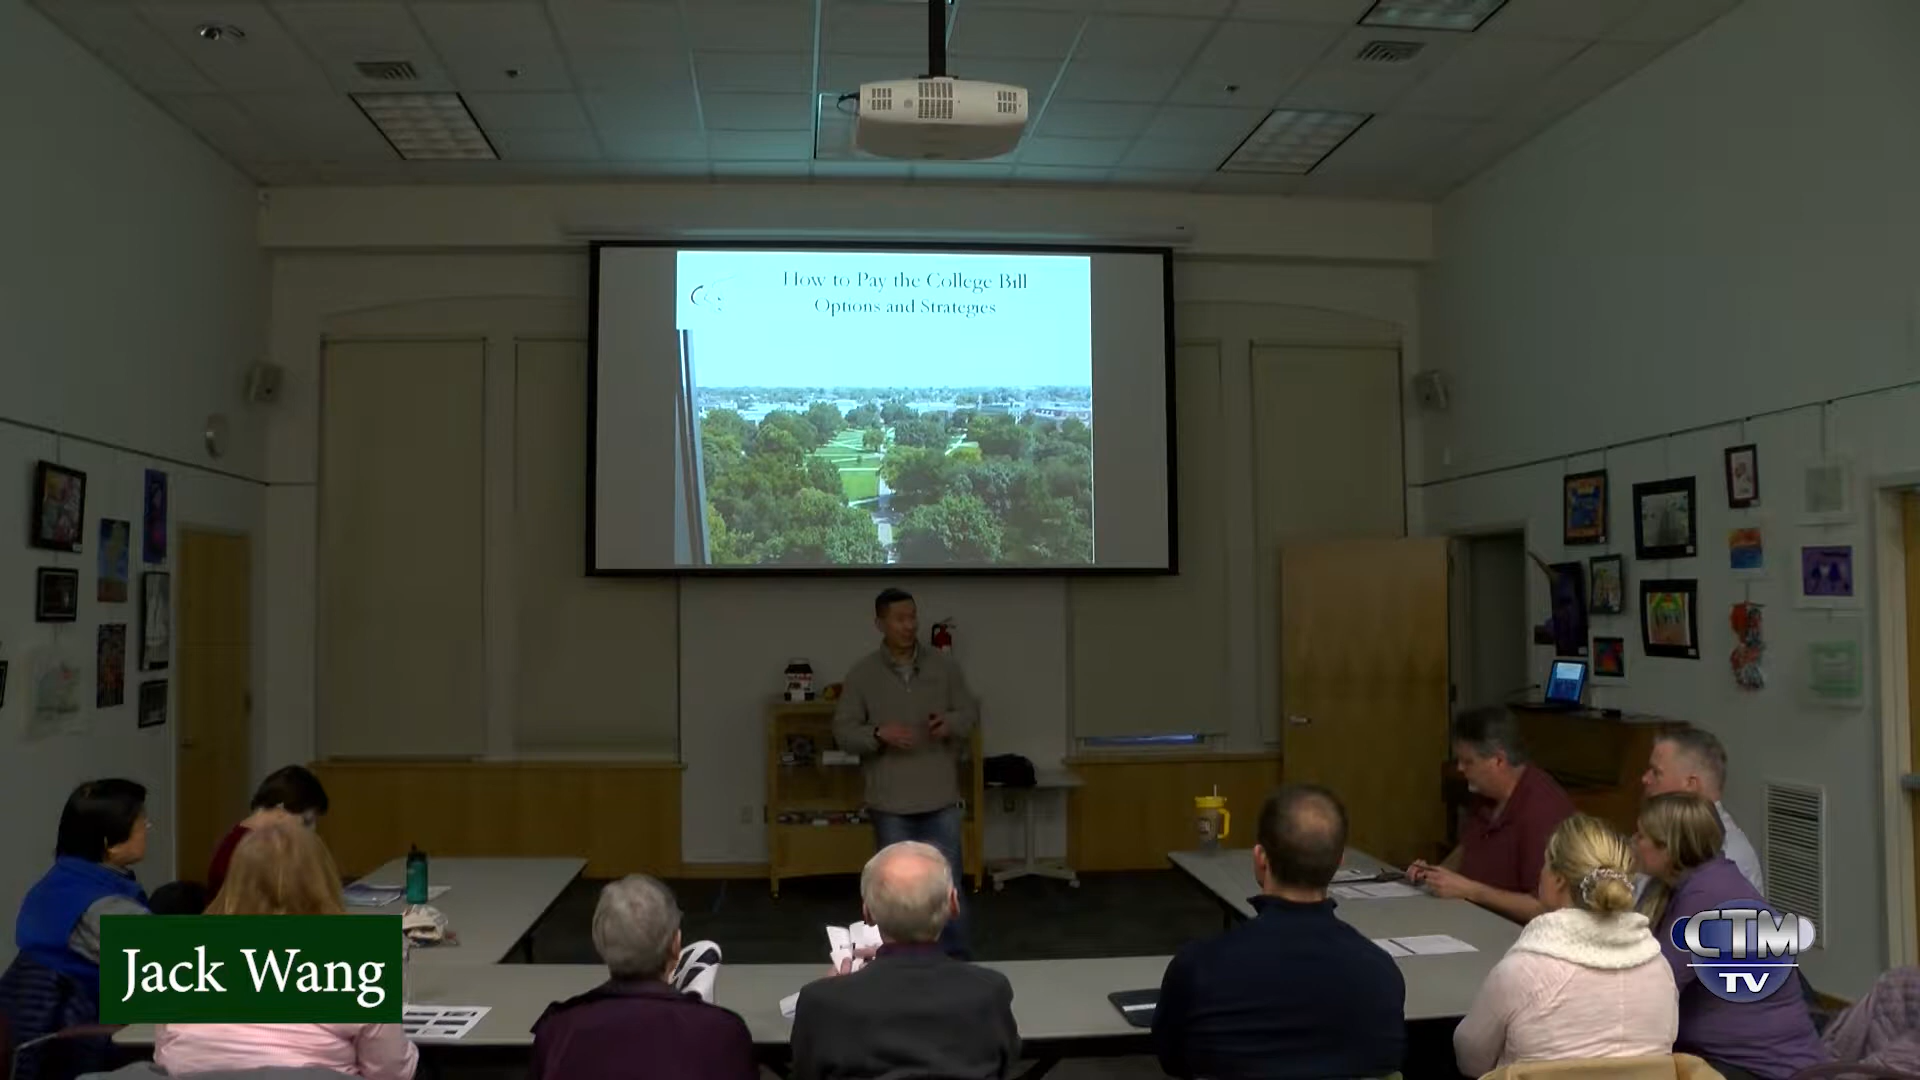 How to Pay the College Bill
Options and Strategies
Jack Wang
CTM
TV